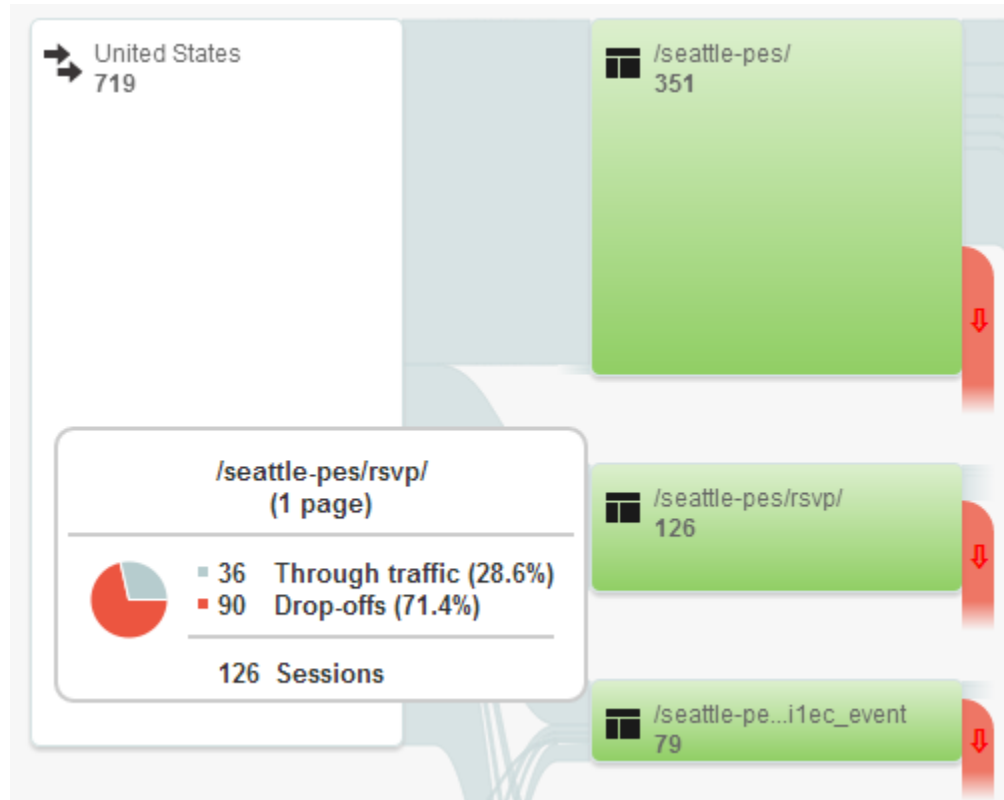 United States
719
/seattle-pes/
351
/seattle-pes/rsvp/
(1 page)
36 Through traffic (28.6%)
90 Drop-offs (71.4%)
126 Sessions
/seattle-pes/rsvp/
126
/seattle-pe...i1ec_event
79